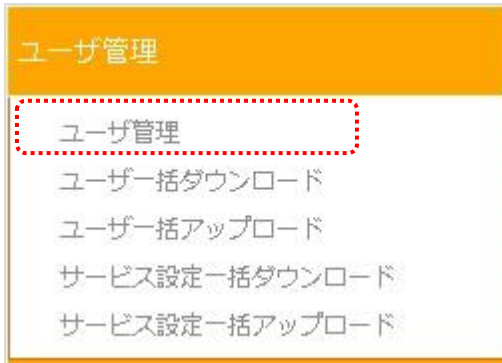 ユーザ管理
ユーザ管理
ユーザ一括ダウンロード
ユーザ一括アップロード
サービス設定一括ダウンロード
サービス設定一括アップロード